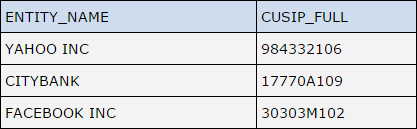 ENTITY_NAME CUSIP_FULL
YAHOO INC 984332106
CITYBANK 17770A109
FACEBOOK INC 30303M102